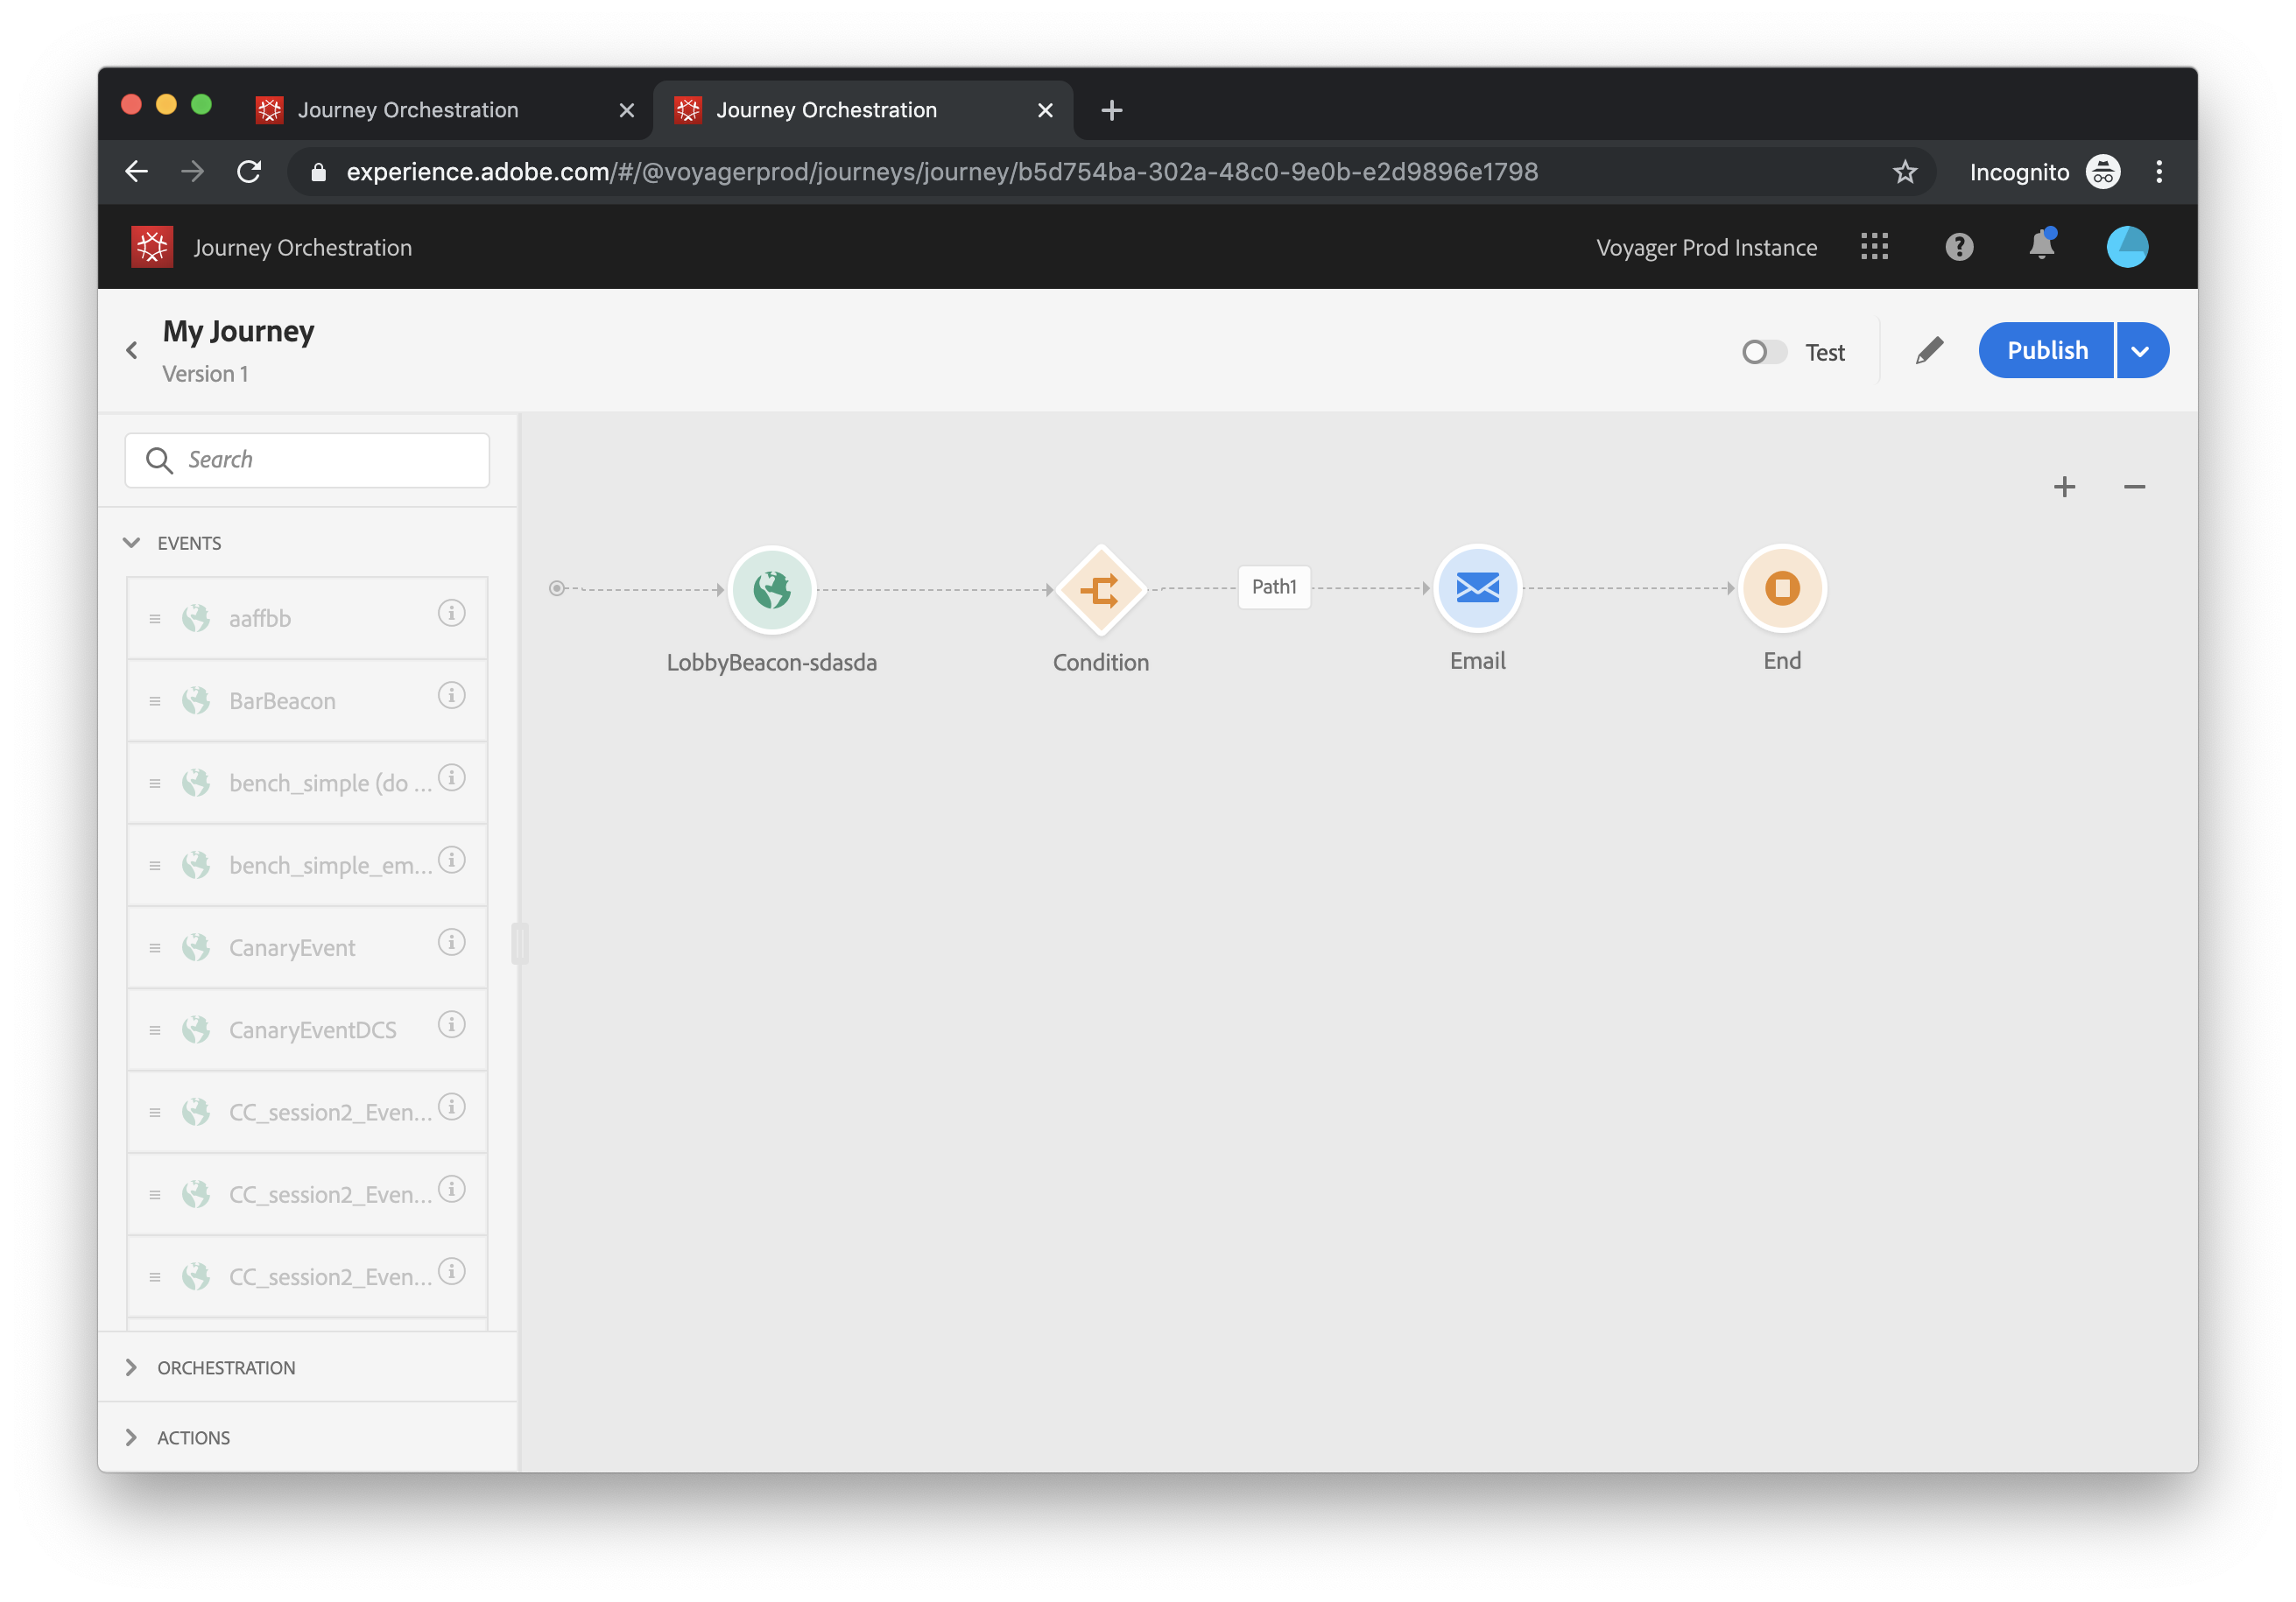 Journey Orchestration
Journey Orchestration
experience.adobe.com/#/@voyagerprod/journeys/journey/b5d754ba-302a-48c0-9e0b-e2d9896e1798
Incognito
Journey Orchestration
Voyager Prod Instance
My Journey
Version 1
Test
Publish
Search
EVENTS
aaffbb
BarBeacon
bench_simple (do ...
bench_simple_em...
CanaryEvent
CanaryEventDCS
CC_session2_Even...
CC_session2_Even...
CC_session2_Even...
ORCHESTRATION
ACTIONS
LobbyBeacon-sdasda
Condition
Path1
Email
End